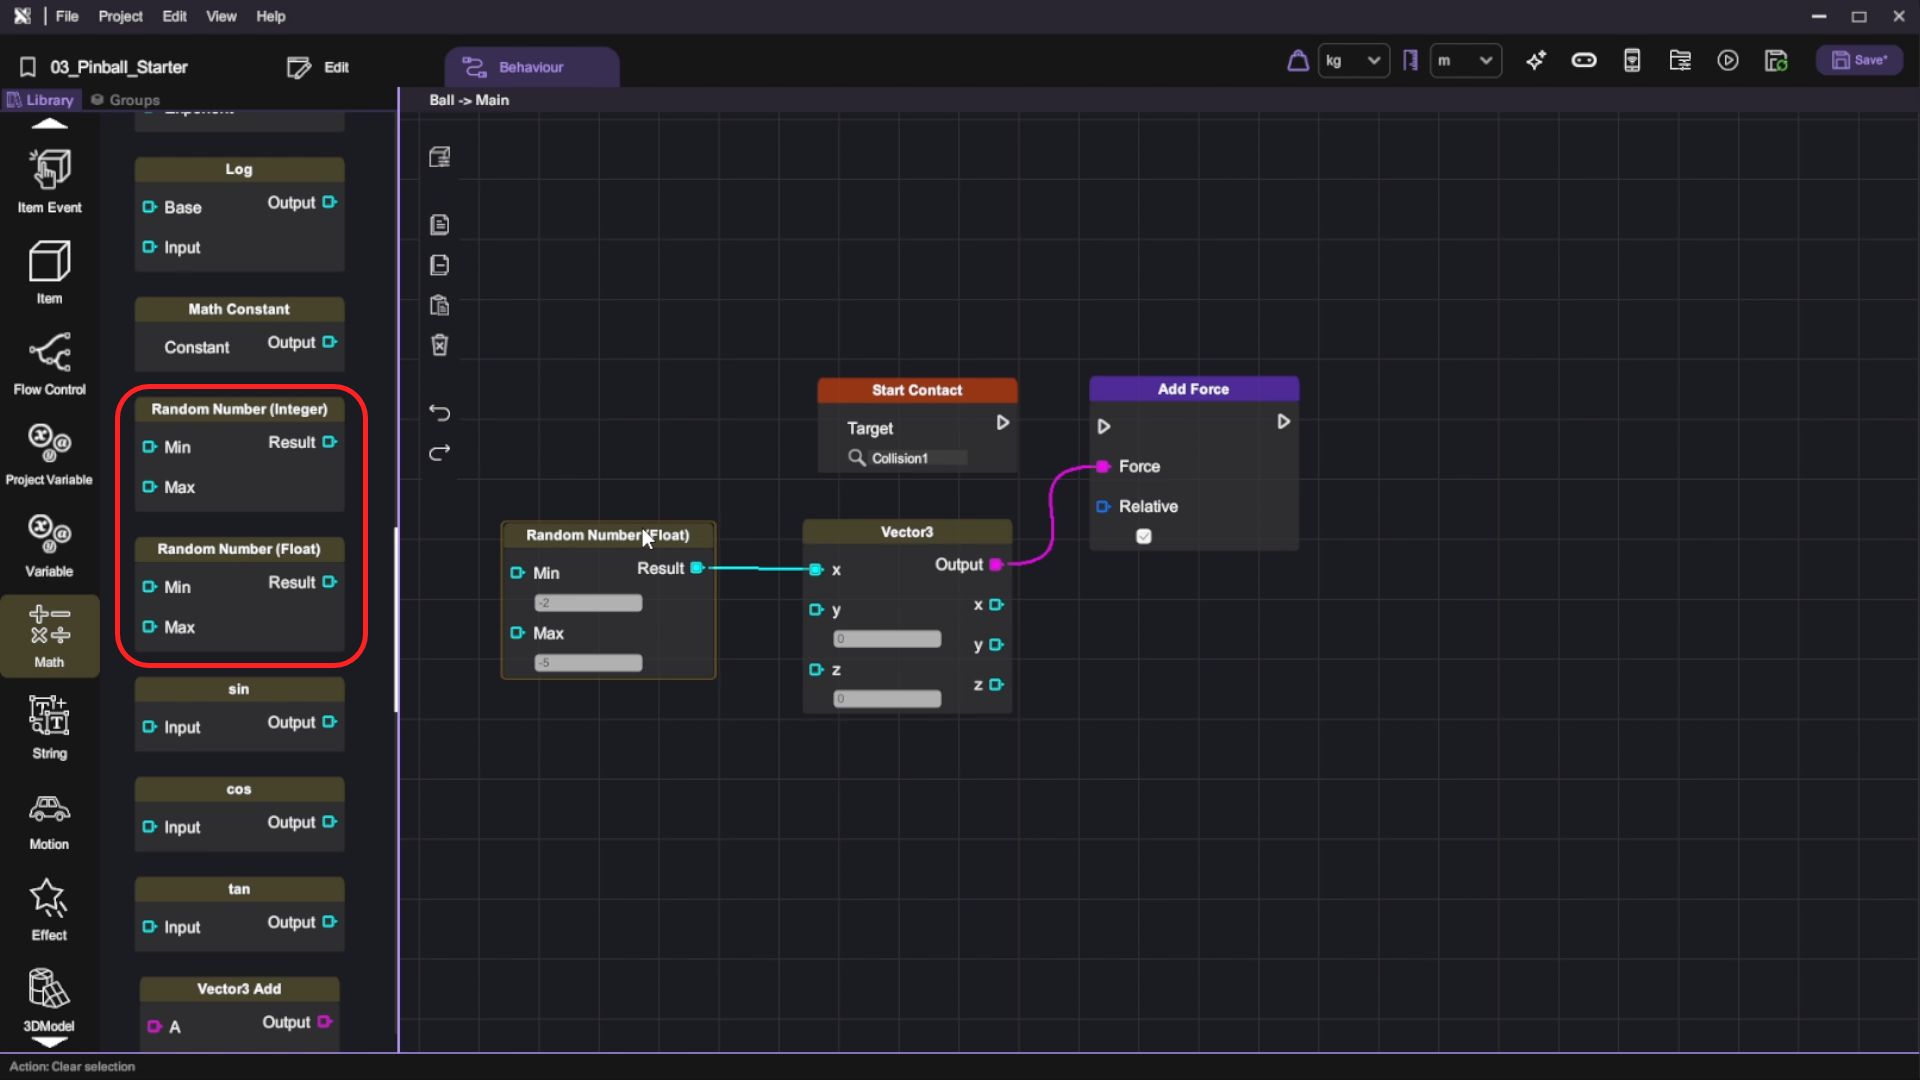 File Project Edit View Help
03_Pinball_Starter
Edit
Behaviour
kg
m
Save*
Library
Groups
Ball -> Main
Item Event
Item
Flow Control
Project Variable
Variable
Math
String
Motion
Effect
3DModel
Exponent
Log
Base
Output
Input
Math Constant
Constant
Output
Random Number (Integer)
Min
Result
Max
Random Number (Float)
Min
Result
Max
sin
Input
Output
cos
Input
Output
tan
Input
Output
Vector3 Add
A
Output
Start Contact
Target
Collision1
Add Force
Force
Relative
Random Number (Float)
Result
Min
-2
Max
-5
Vector3
Output
x
x
y
0
y
z
z
0
Action: Clear selection